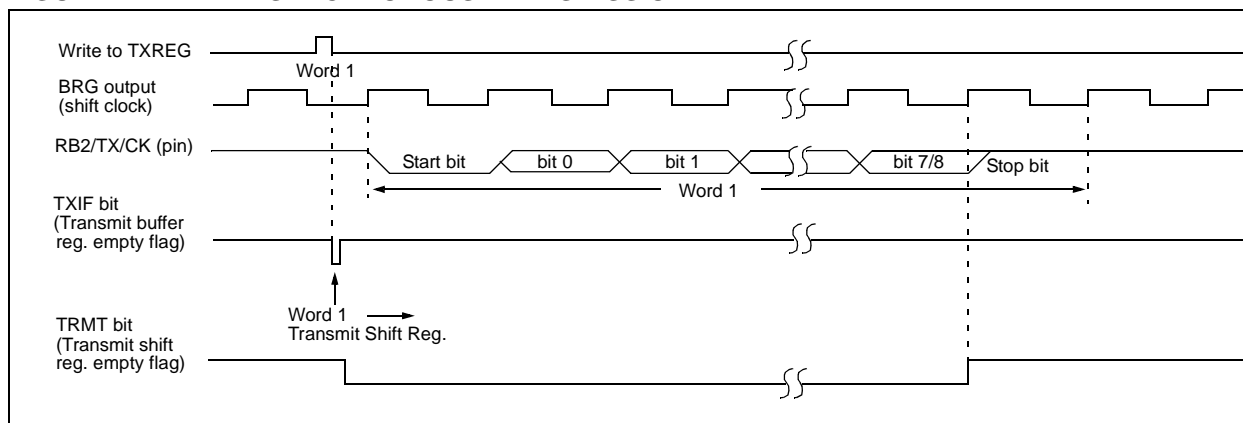 Write to TXREG
Word 1
BRG output
(shift clock)
RB2/TX/CK (pin)
Start bit
bit 0
bit 1
bit 7/8
Stop bit
Word 1
TXIF bit
(Transmit buffer
reg. empty flag)
Word 1
Transmit Shift Reg.
TRMT bit
(Transmit shift
reg. empty flag)